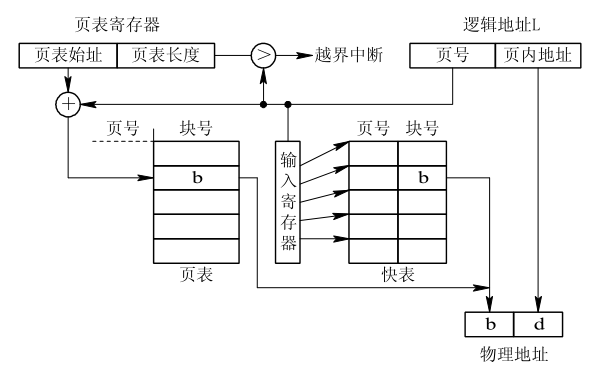 页表寄存器
逻辑地址L
页表始址 页表长度
>
越界中断
页号 页内地址
+
页号 块号
页号 块号
输入寄存器
b
b
页表
快表
b d
物理地址